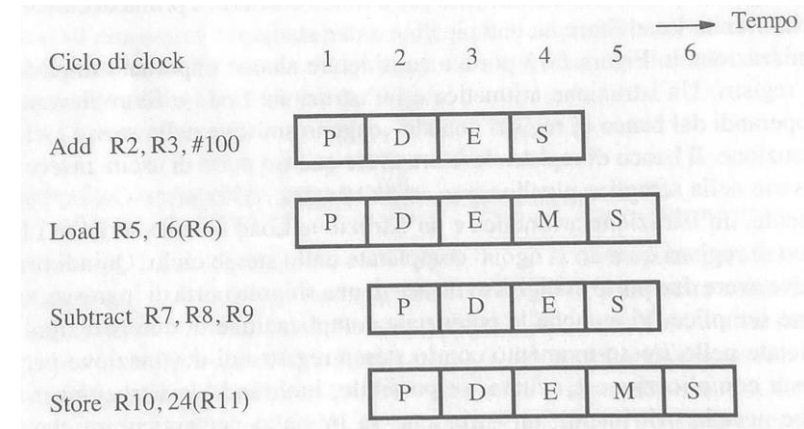 Tempo
Ciclo di clock 1 2 3 4 5 6
Add R2, R3, #100 P D E S
Load R5, 16(R6) P D E M S
Subtract R7, R8, R9 P D E S
Store R10, 24(R11) P D E M S